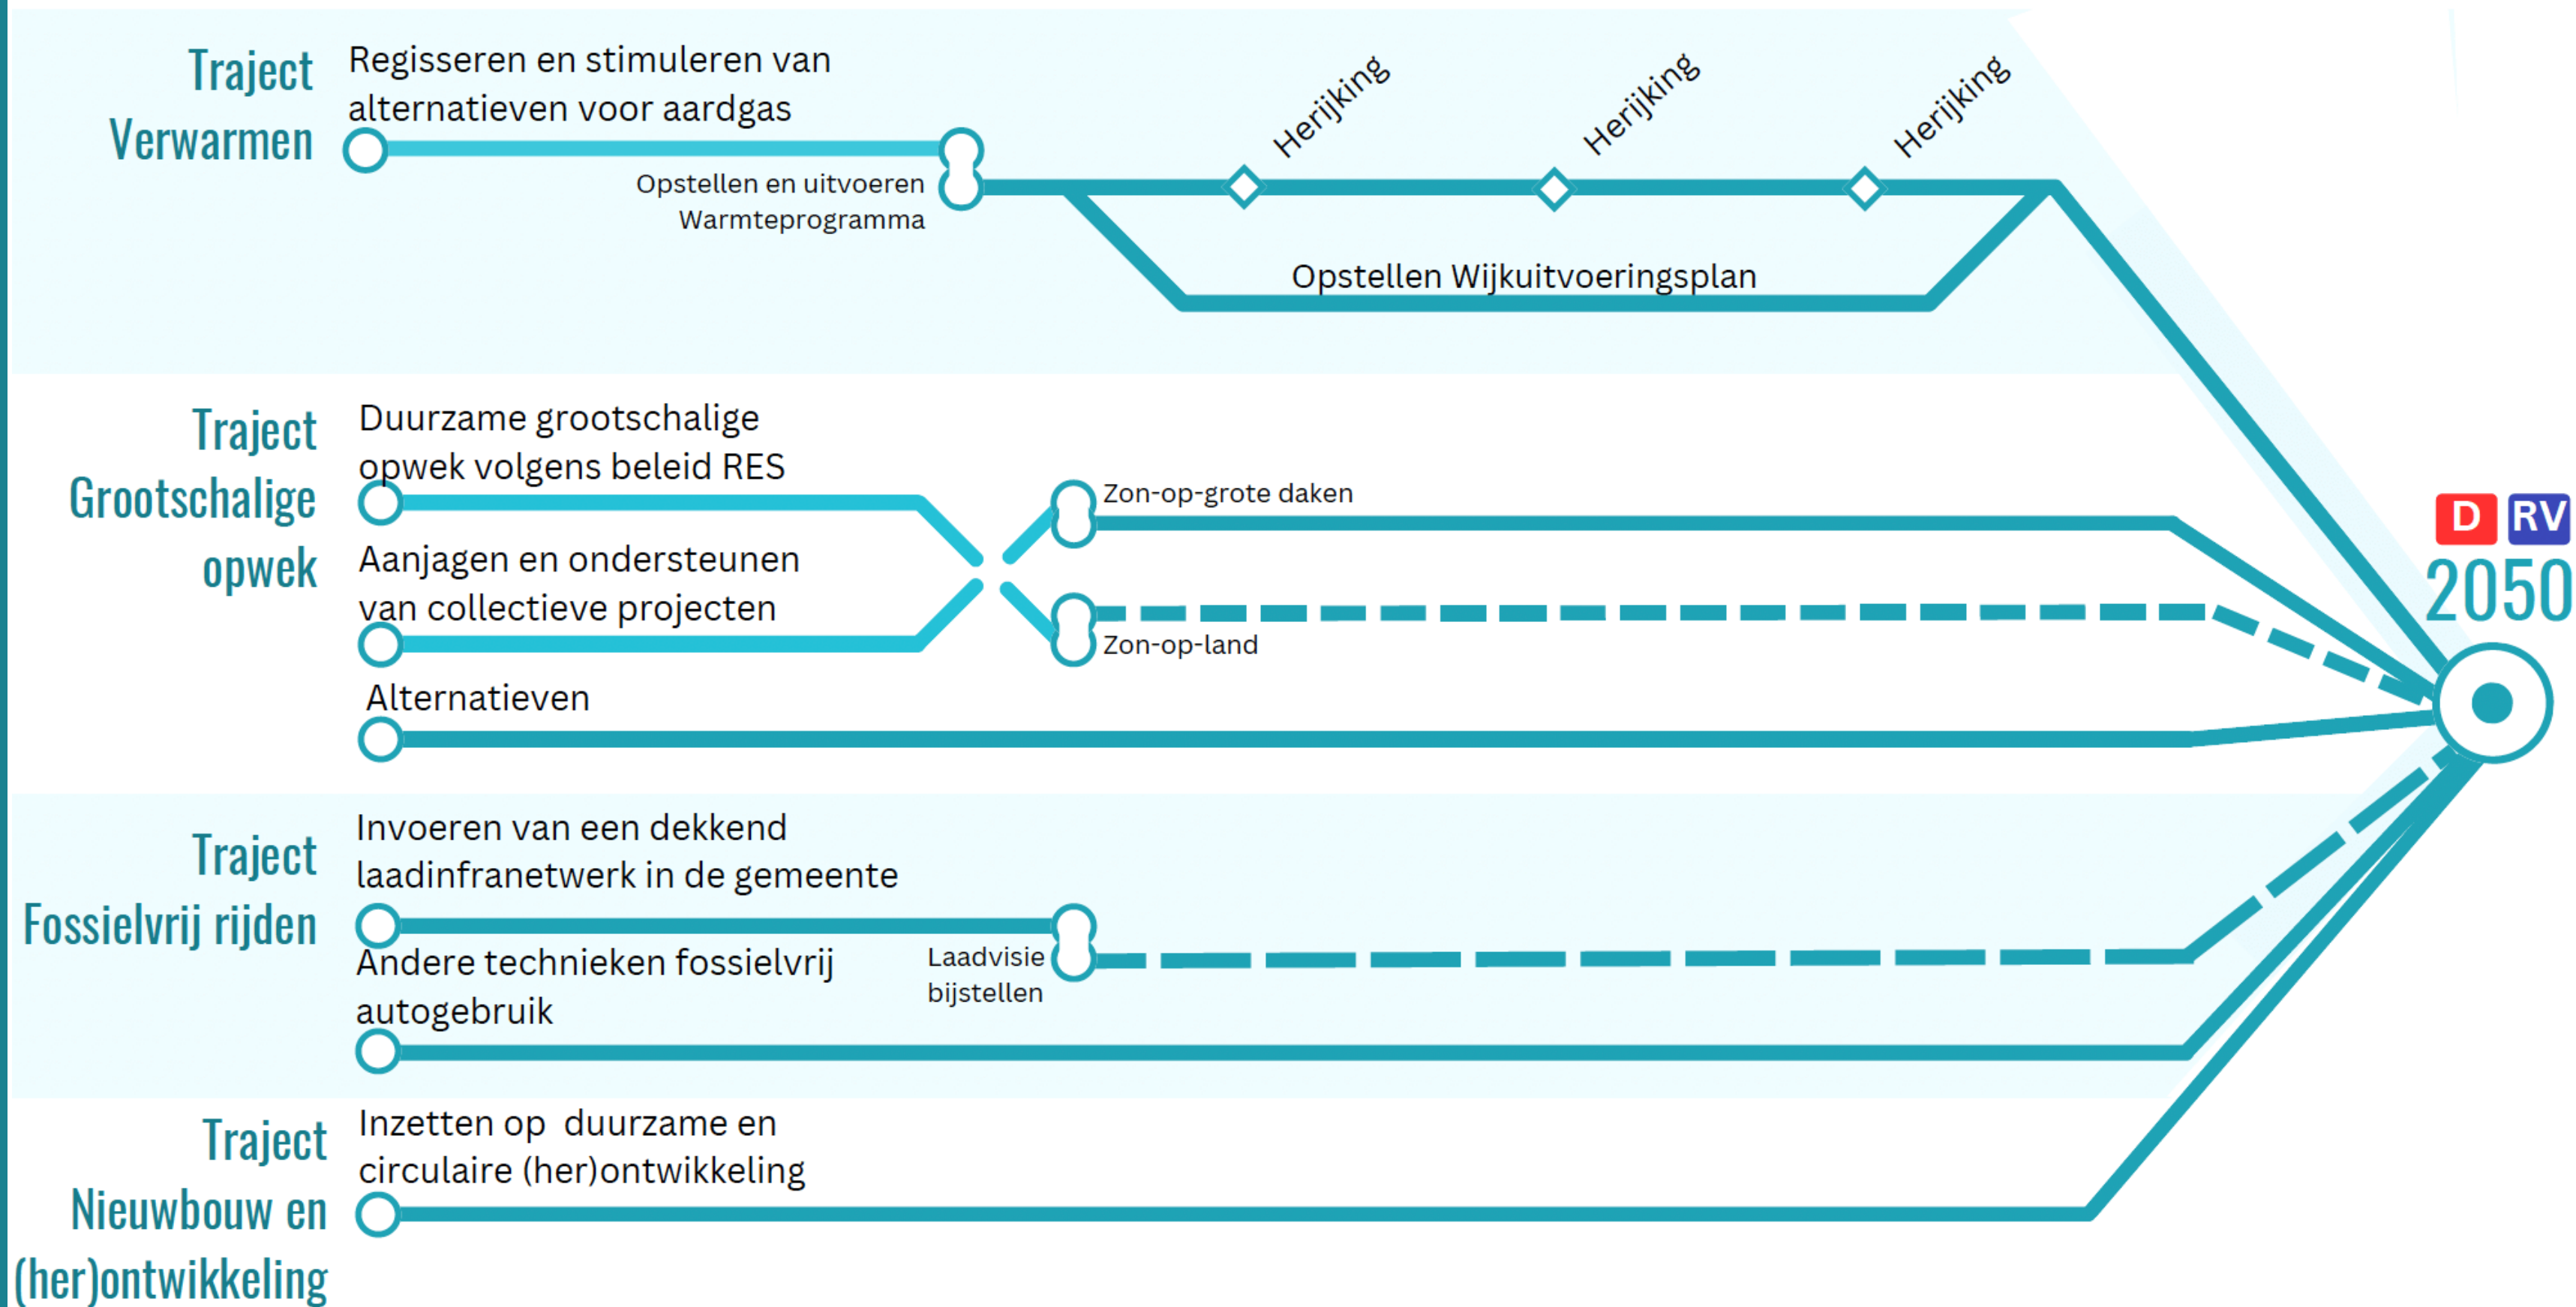 Traject
Verwarmen
Regisseren en stimuleren van
alternatieven voor aardgas
Opstellen en uitvoeren
Warmteprogramma
Herijking
Herijking
Herijking
Opstellen Wijkuitvoeringsplan
Traject
Grootschalige
opwek
Duurzame grootschalige
opwek volgens beleid RES
Aanjagen en ondersteunen
van collectieve projecten
Alternatieven
Zon-op-grote daken
Zon-op-land
D RV
2050
Traject
Fossielvrij rijden
Invoeren van een dekkend
laadinfranetwerk in de gemeente
Andere technieken fossielvrij
autogebruik
Laadvisie
bijstellen
Traject
Nieuwbouw en
(her)ontwikkeling
Inzetten op  duurzame en
circulaire (her)ontwikkeling